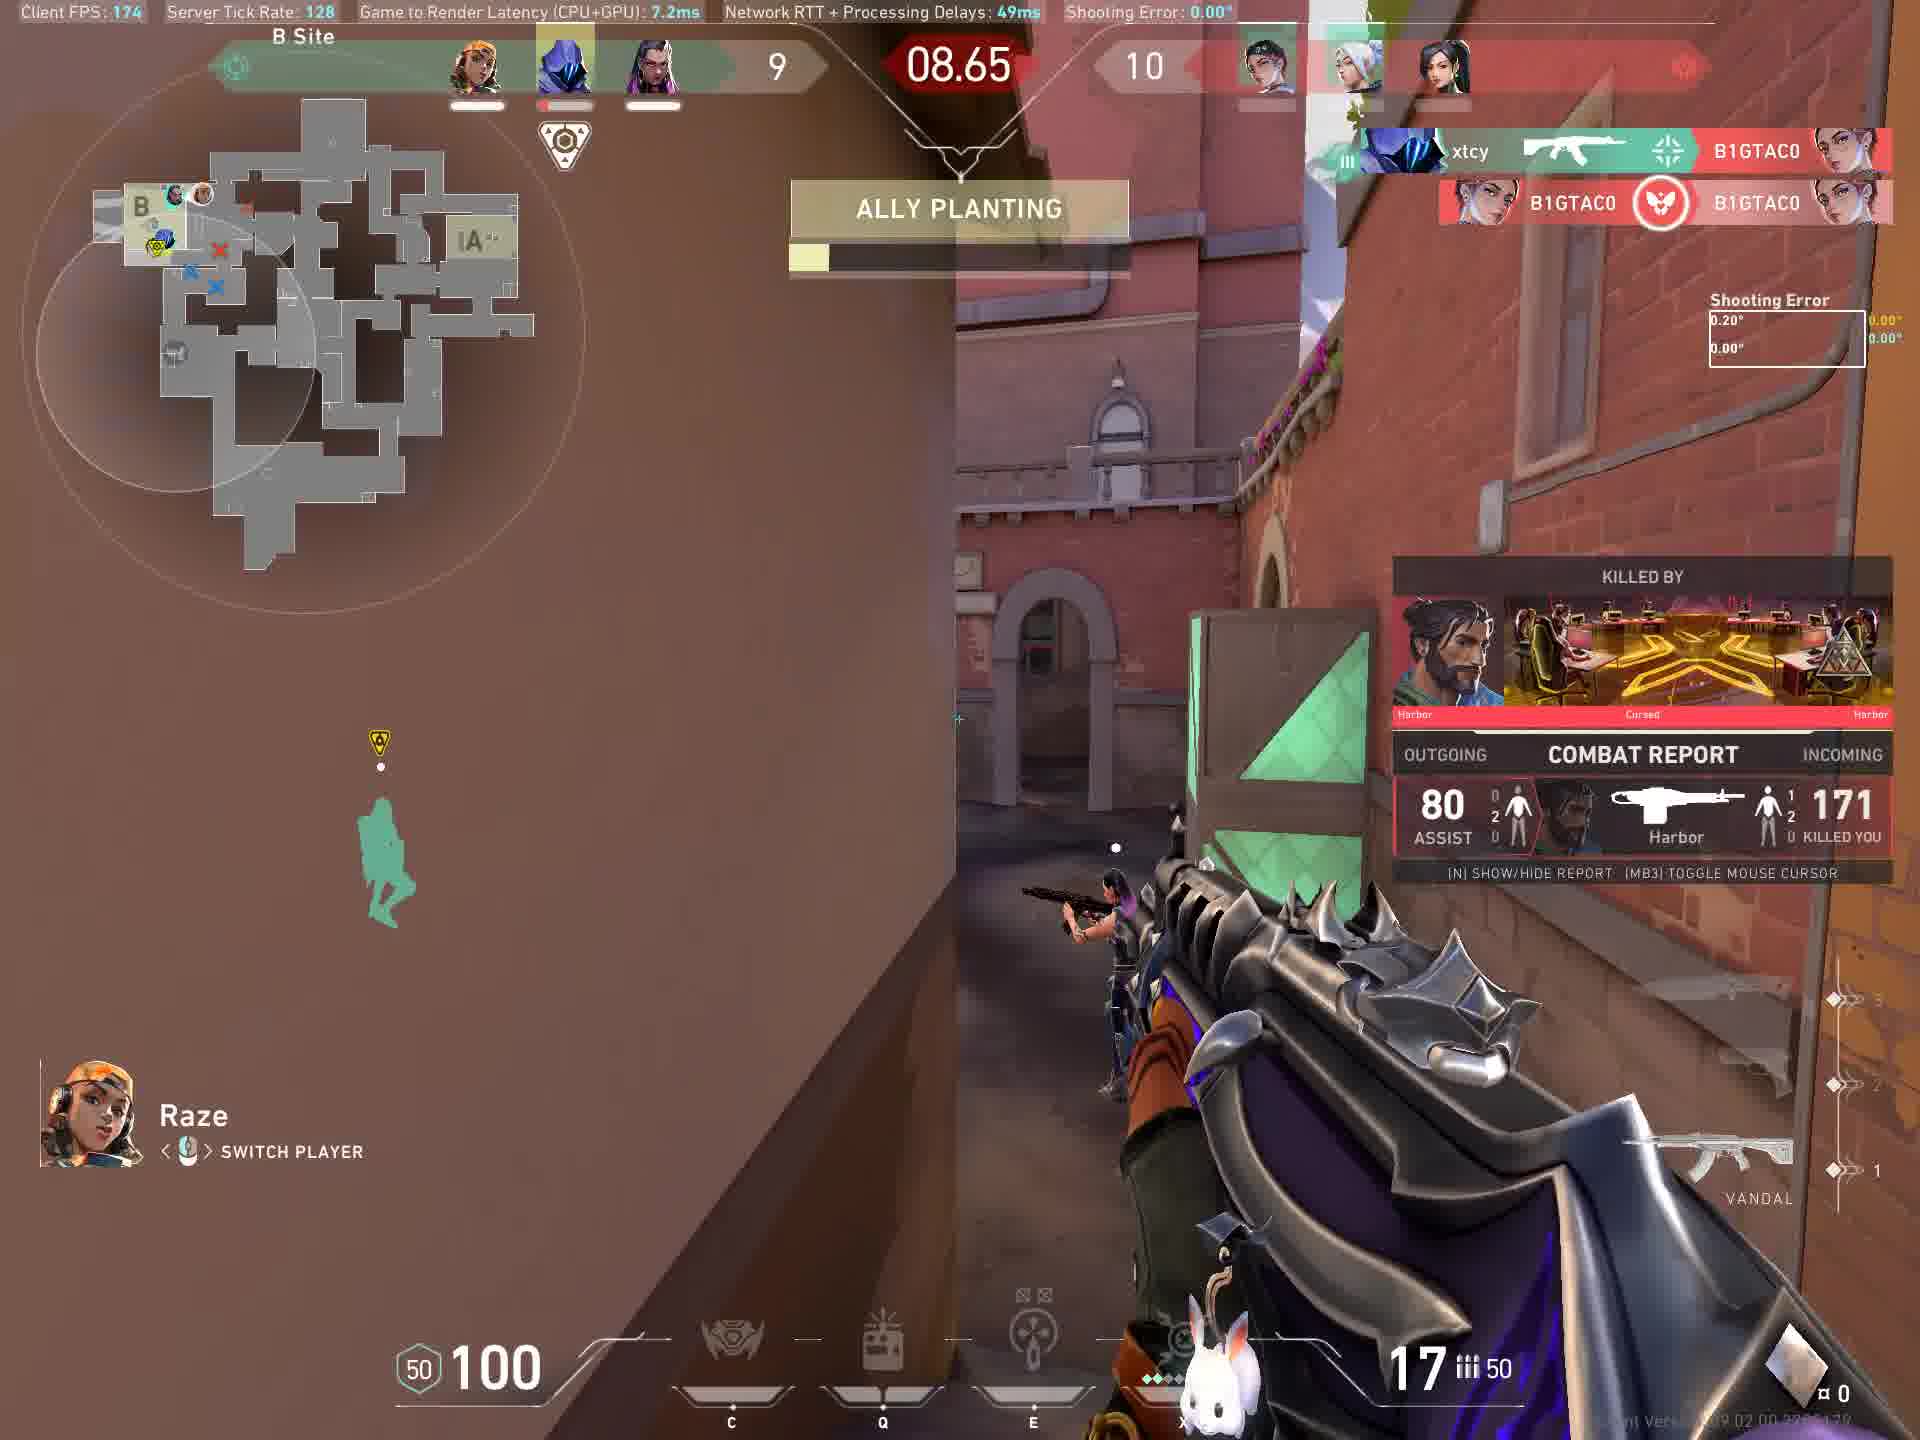 Client FPS: 174 Server Tick Rate: 128 Game to Render Latency (CPU+GPU): 7.2ms Network RTT + Processing Delays: 49ms Shooting Error: 0.00°
B Site
9 08.65 10
xtcy B1GTAC0
B1GTAC0 B1GTAC0
ALLY PLANTING
B
A
Shooting Error
0.20° 0.00°
0.00° 0.00°
KILLED BY
Harbor Cursed Harbor
OUTGOING COMBAT REPORT INCOMING
80 0 2 0 1 2 0 171
ASSIST Harbor KILLED YOU
[N] SHOW/HIDE REPORT [MB3] TOGGLE MOUSE CURSOR
3
2
1
VANDAL
Raze
< > SWITCH PLAYER
50 100
17 50
¤ 0
C Q E X